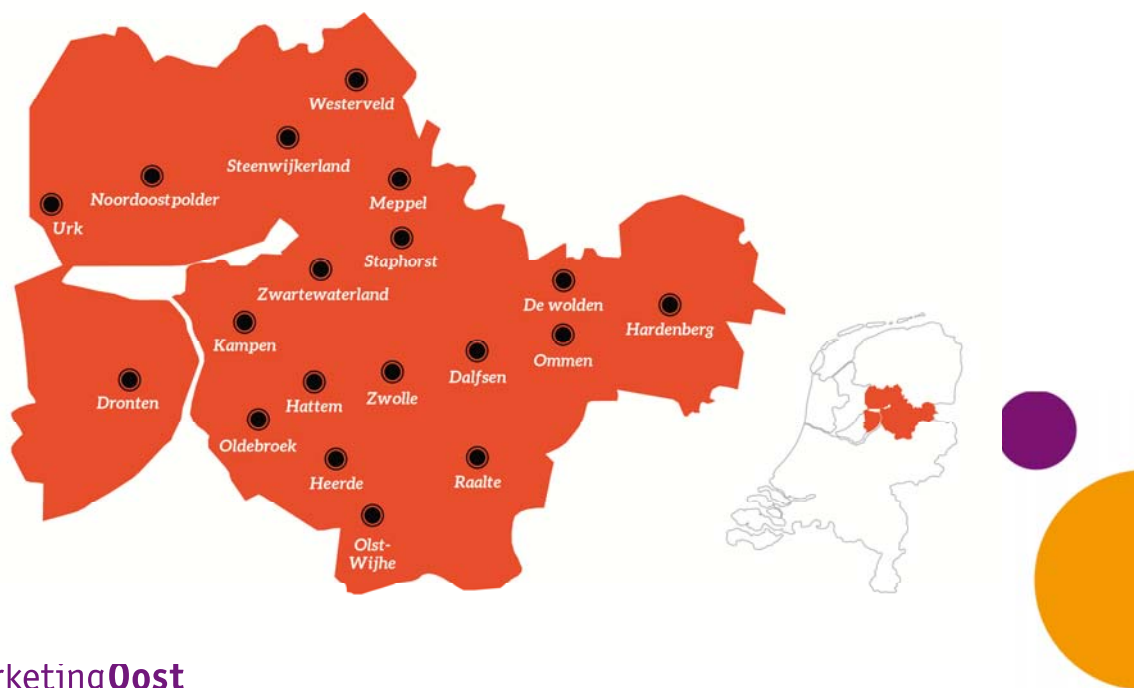 Westerveld
Steenwijkerland
Noordoostpolder
Meppel
Urk
Staphorst
Zwartewaterland
De wolden
Hardenberg
Kampen
Ommen
Dalfsen
Zwolle
Dronten
Hattem
Oldebroek
Heerde
Raalte
Olst-
Wijhe
rketingOost